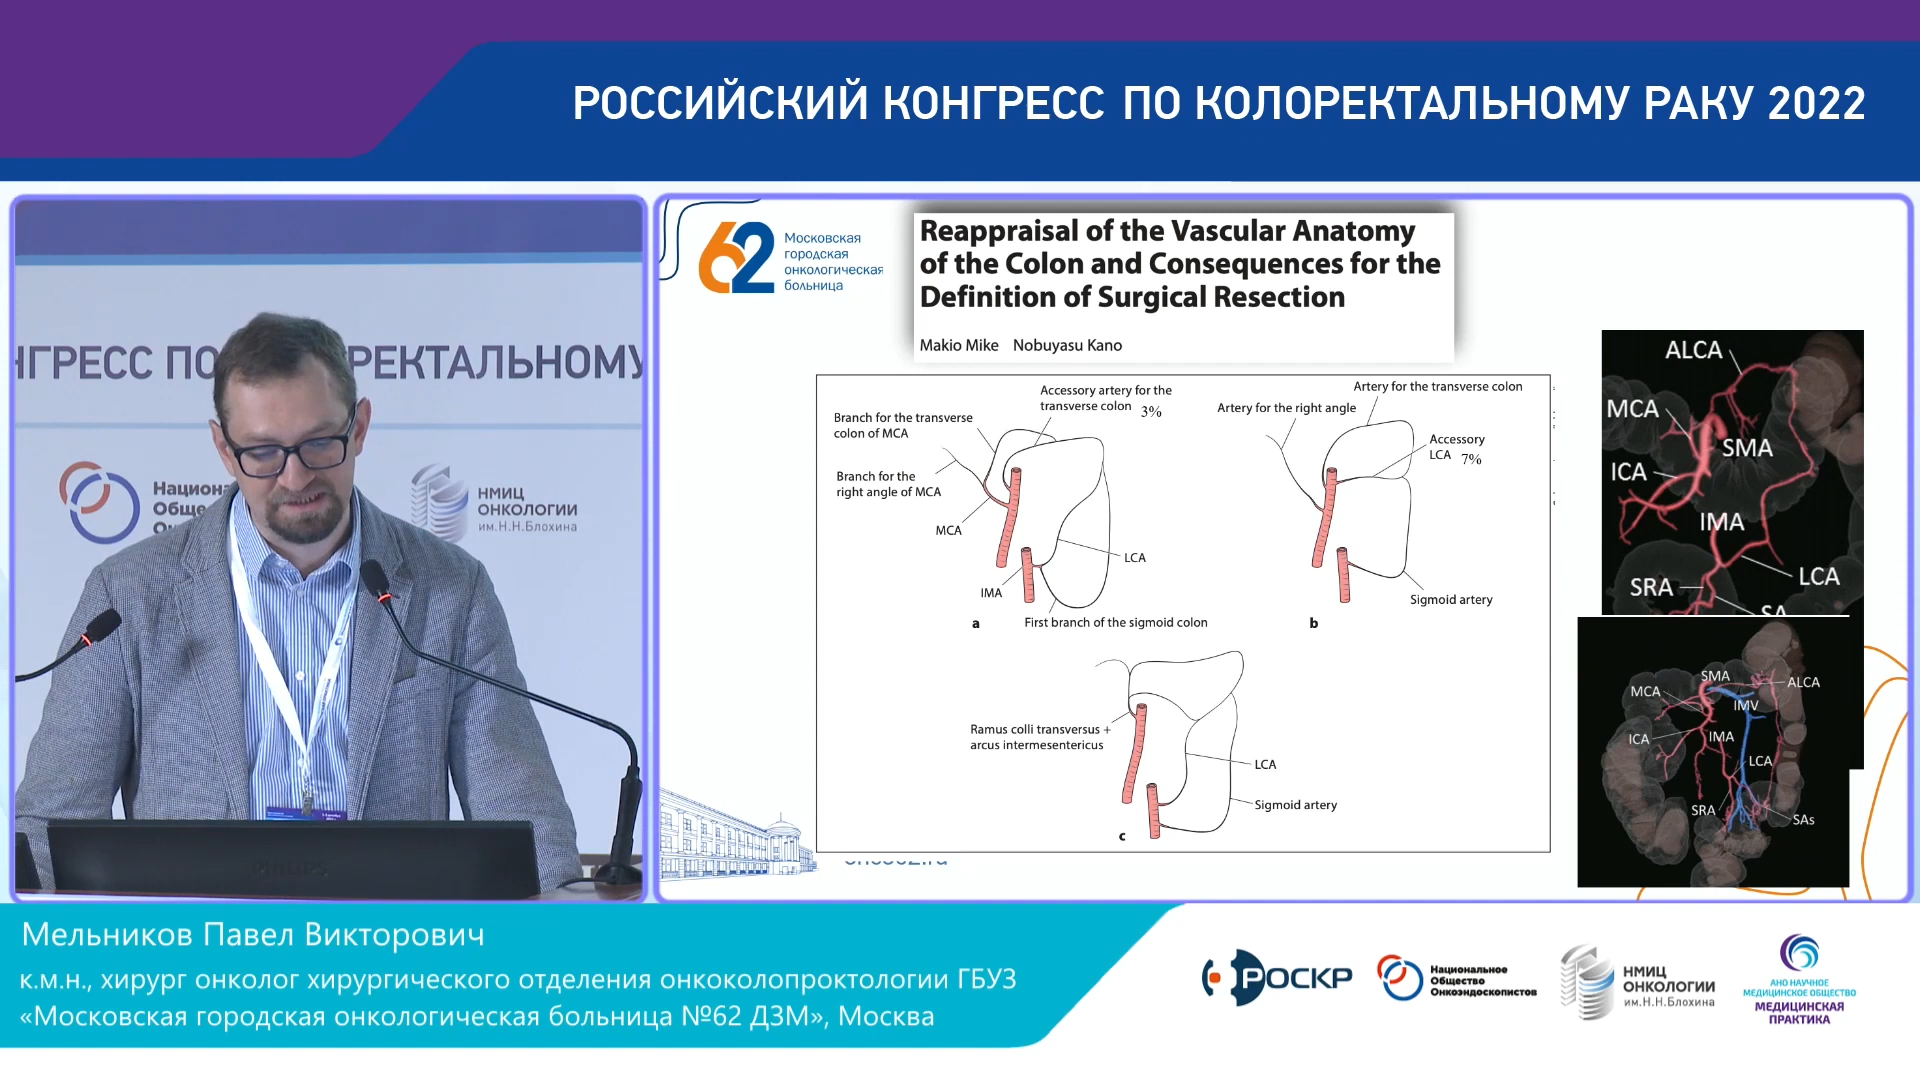 РОССИЙСКИЙ КОНГРЕСС ПО КОЛОРЕКТАЛЬНОМУ РАКУ 2022
НГРЕСС ПО
РЕКТАЛЬНОМУ
Национа
Обще
НМИЦ
ОНКОЛОГИИ
им.Н.Н.Блохина
PHILIPS
62
Московская
городская
онкологическая
больница
Reappraisal of the Vascular Anatomy
of the Colon and Consequences for the
Definition of Surgical Resection
Makio Mike Nobuyasu Kano
Accessory artery for the
transverse colon 3%
Branch for the transverse
colon of MCA
Branch for the
right angle of MCA
MCA
LCA
IMA
a
First branch of the sigmoid colon
Artery for the transverse colon
Artery for the right angle
Accessory
LCA 7%
Sigmoid artery
b
Ramus colli transversus +
arcus intermesentericus
LCA
Sigmoid artery
c
ALCA
MCA
SMA
ICA
IMA
LCA
SRA
SA
SMA
ALCA
MCA
IMV
ICA
IMA
LCA
SRA
SAs
Мельников Павел Викторович
к.м.н., хирург онколог хирургического отделения онкоколопроктологии ГБУЗ
«Московская городская онкологическая больница №62 ДЗМ», Москва
РОСКР
Национальное
Общество
Онкоэндоскопистов
НМИЦ
ОНКОЛОГИИ
им.Н.Н.Блохина
АНО НАУЧНОЕ
МЕДИЦИНСКОЕ ОБЩЕСТВО
МЕДИЦИНСКАЯ
ПРАКТИКА